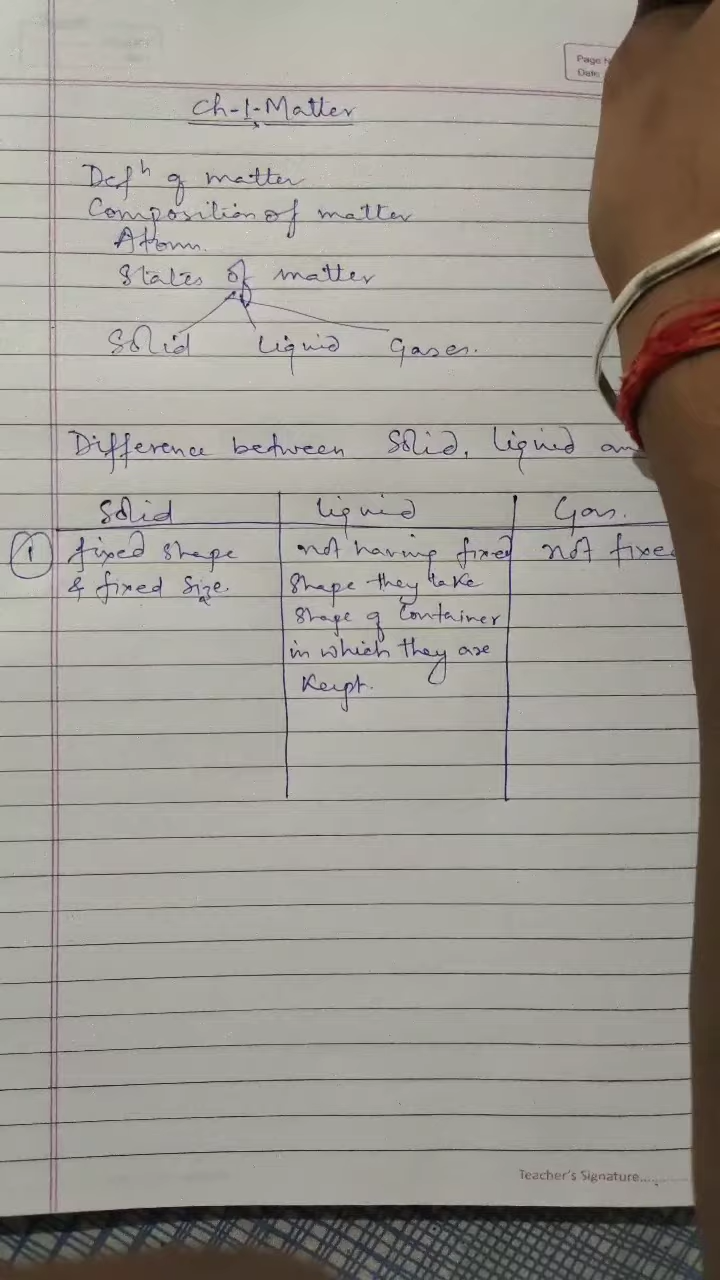 Page N
Date
Ch-1-Matter
Defn of matter
Composition of matter
Atom.
States of matter
Solid liquid Gases.
Difference between Solid, liquid an
Solid liquid Gas.
1 fixed shape not having fixed not fixed
& fixed size. shape they take
shape of Container
in which they are
Keipt.
Teacher's Signature.....